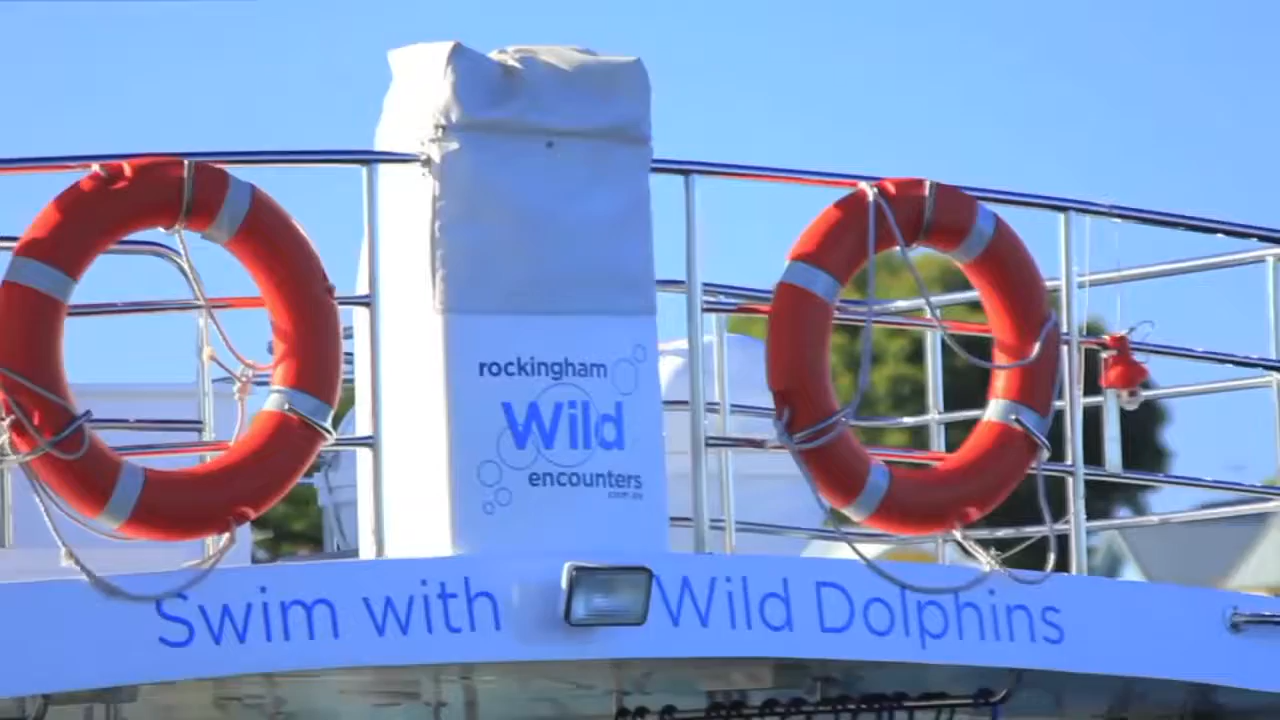 rockingham
Wild
encounters
.com.au
Swim with Wild Dolphins